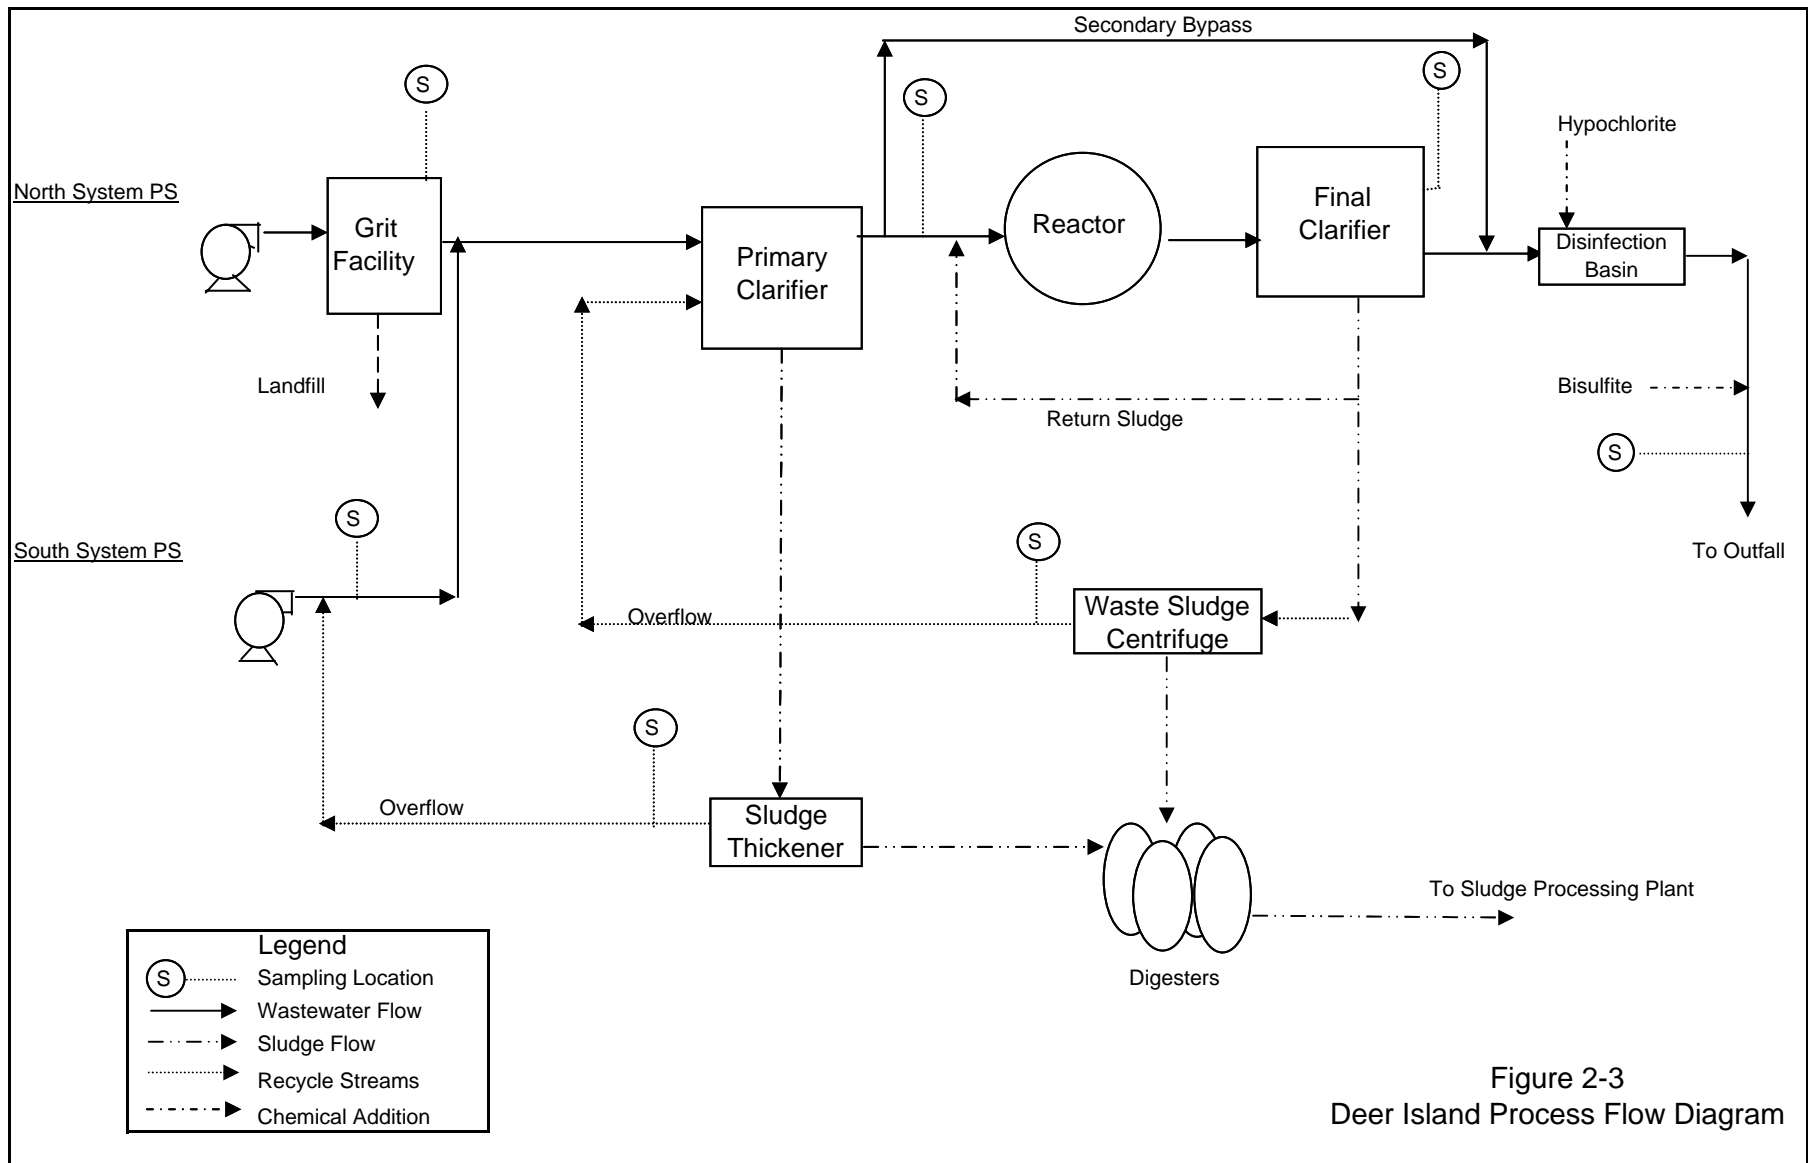 Secondary Bypass
S
S
S
Hypochlorite
North System PS
Grit
Facility
Primary
Clarifier
Reactor
Final
Clarifier
Disinfection
Basin
Landfill
Return Sludge
Bisulfite
S
S
South System PS
S
To Outfall
Overflow
Waste Sludge
Centrifuge
S
Overflow
Sludge
Thickener
To Sludge Processing Plant
Digesters
Legend
S
Sampling Location
Wastewater Flow
Sludge Flow
Recycle Streams
Chemical Addition
Figure 2-3
Deer Island Process Flow Diagram